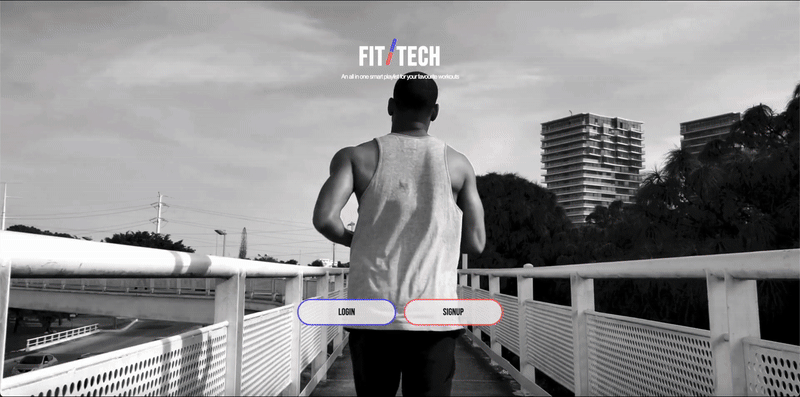 FIT/TECH
An all in one smart playlist for your favourite workouts
LOGIN
SIGNUP